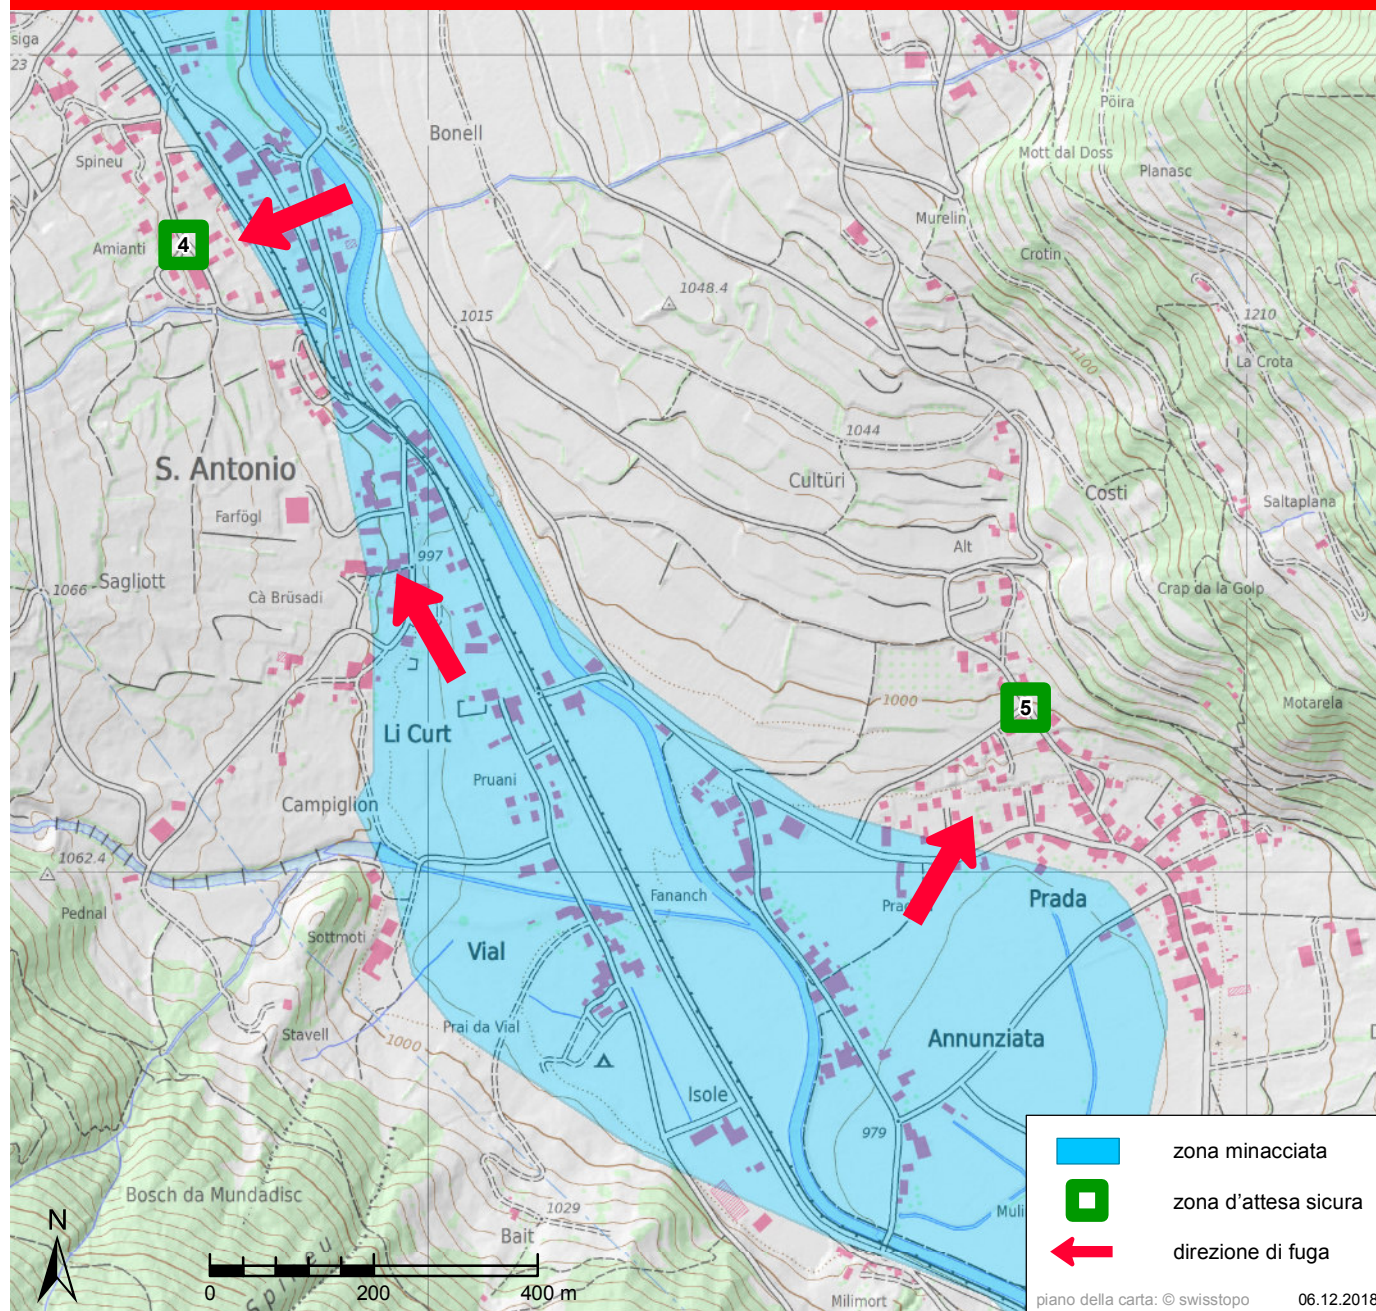 siga
23
Spineu
Bonell
Pöira
Mott dal Doss
Planasc
4
Amianti
Murelin
Crotin
1048.4
1015
1210
1100
La Crota
1044
S. Antonio
Cultüri
Costi
Saltaplana
Farfögl
Alt
997
1066
Sagliott
Cà Brüsadi
Crap da la Golp
1000
5
Motarela
Li Curt
Pruani
Campiglion
1062.4
Pednal
Fananch
Prada
Sottmoti
Vial
Prai da Vial
Stavell
1000
Annunziata
Isole
979
zona minacciata
Bosch da Mundadisc
zona d'attesa sicura
1029
Bait
N
direzione di fuga
0 200 400 m
Milimort
piano della carta: © swisstopo 06.12.2018